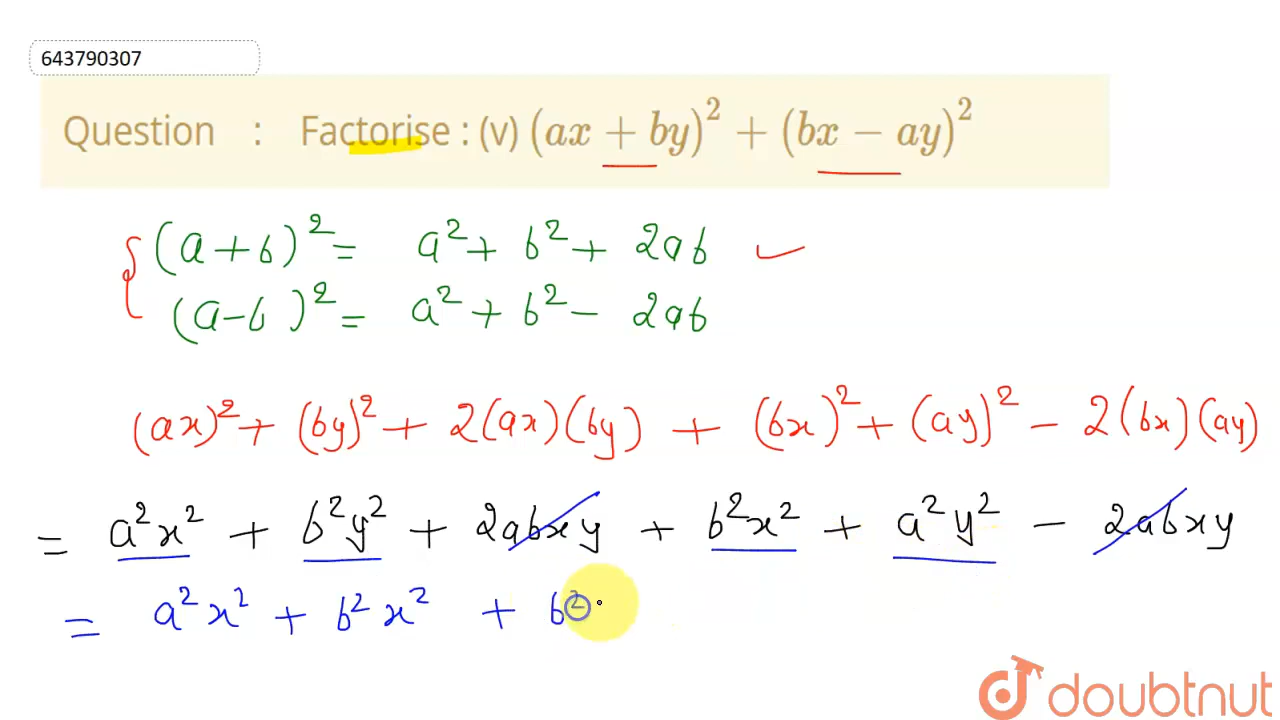 643790307
Question : Factorise : (v) (ax + by)² + (bx − ay)²
(a+b)² = a² + b² + 2ab ✓
(a-b)² = a² + b² - 2ab
(ax)² + (by)² + 2(ax)(by) + (bx)² + (ay)² - 2(bx)(ay)
= a²x² + b²y² + 2abxy + b²x² + a²y² - 2abxy
= a²x² + b²x² + b²
doubtnut